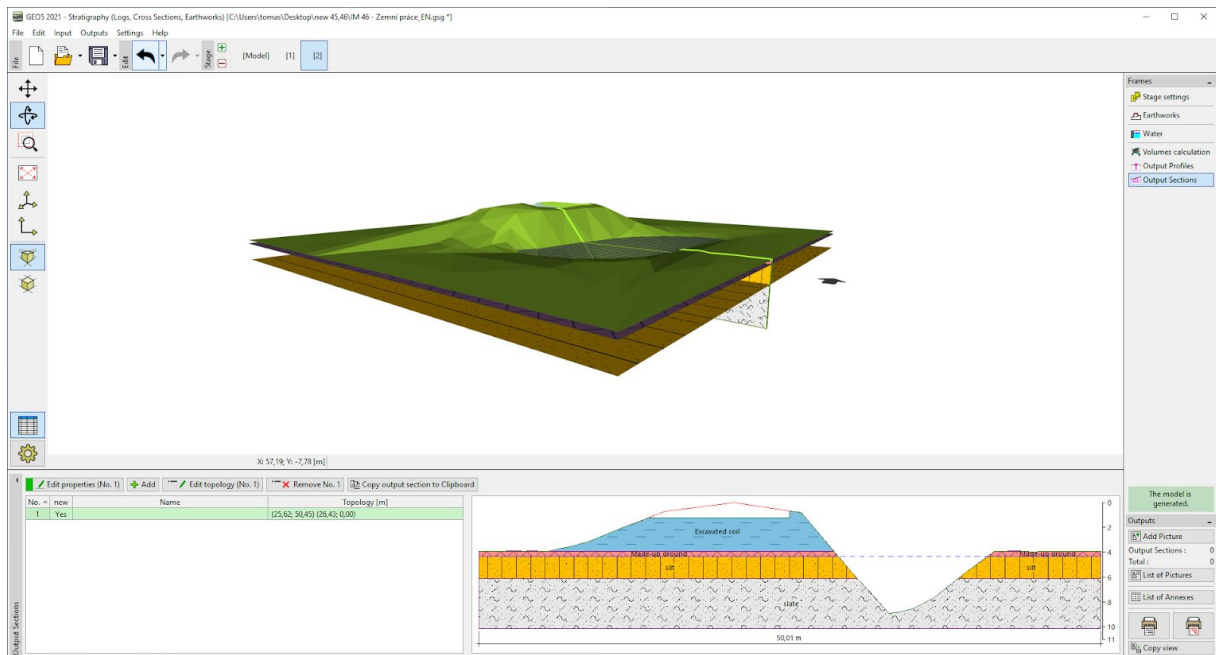 GEO5 2021 - Stratigraphy (Logs, Cross Sections, Earthworks) [C:\Users\tomas\Desktop\new 45,46\IM 46 - Zemní práce_EN.gsg *]
File Edit Input Outputs Settings Help
File
Edit
Stage
[Model] [1] [2]
Frames
Stage settings
Earthworks
Water
Volumes calculation
Output Profiles
Output Sections
X: 57,19; Y: -7,78 [m]
Edit properties (No. 1) Add Edit topology (No. 1) Remove No. 1 Copy output section to Clipboard
No. new Name Topology [m]
1 Yes (25,62; 50,45) (26,43; 0,00)
Output Sections
Excavated soil
Made-up ground
Made-up ground
silt
silt
slate
50,01 m
0
2
4
6
8
10
11
The model is
generated.
Outputs
Add Picture
Output Sections : 0
Total : 0
List of Pictures
List of Annexes
Copy view